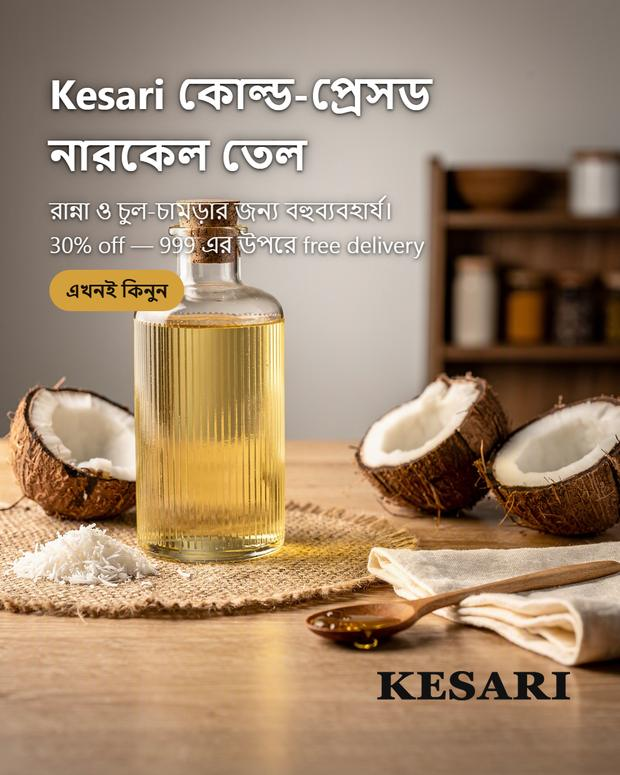 Kesari কোল্ড-প্রেসড
নারকেল তেল
রান্না ও চুল-চামড়ার জন্য বহুব্যবহার্য।
30% off — 999 এর উপরে free delivery
এখনই কিনুন
KESARI